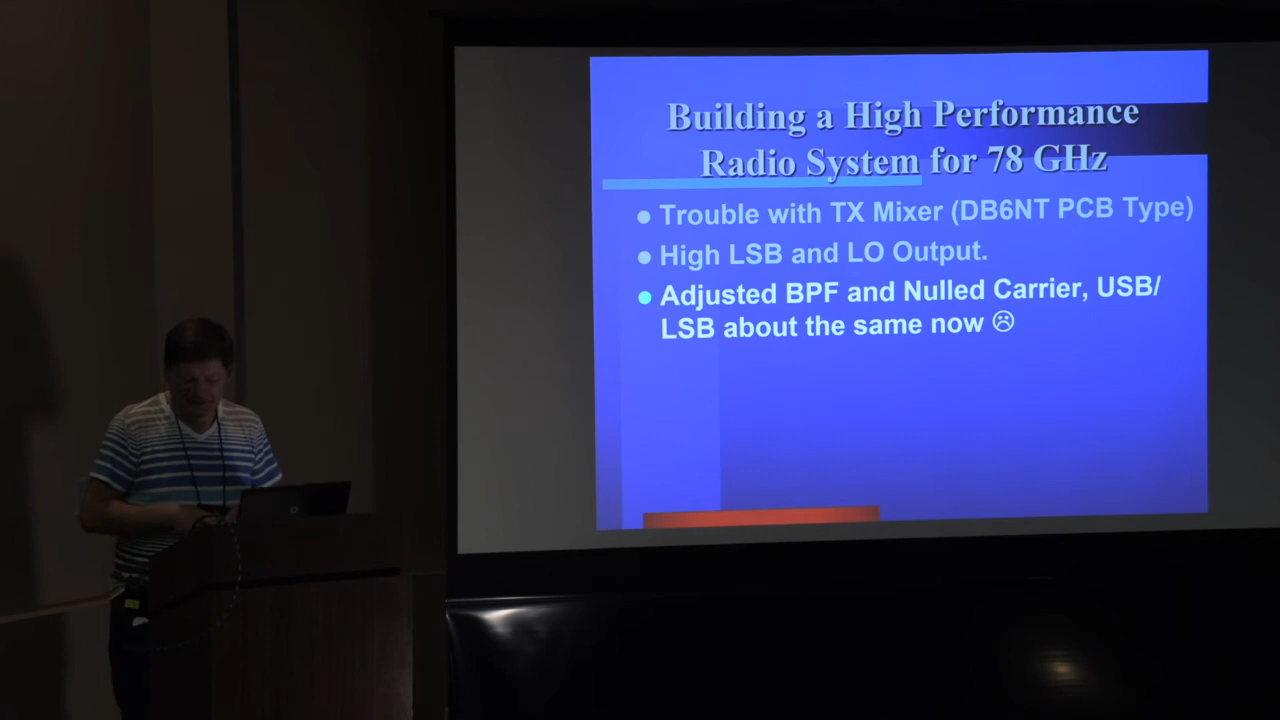 Building a High Performance
Radio System for 78 GHz
● Trouble with TX Mixer (DB6NT PCB Type)
● High LSB and LO Output.
● Adjusted BPF and Nulled Carrier, USB/
LSB about the same now ☹